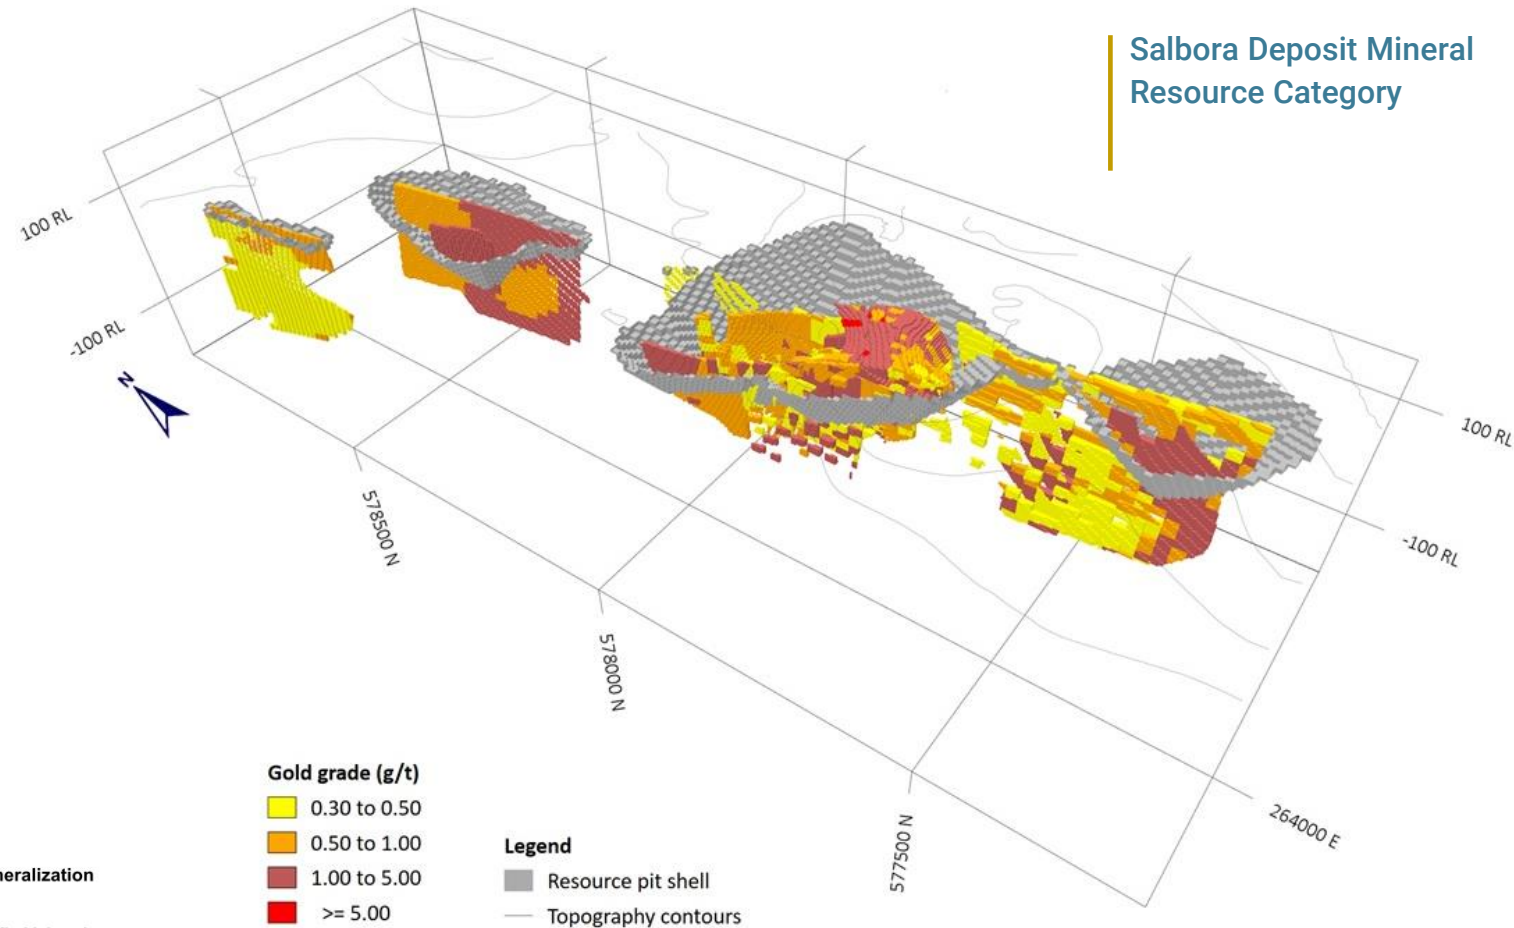 Salbora Deposit Mineral
Resource Category
100 RL
-100 RL
N
100 RL
-100 RL
578500 N
578000 N
577500 N
264000 E
Gold grade (g/t)
0.30 to 0.50
0.50 to 1.00
1.00 to 5.00
>= 5.00
Legend
Resource pit shell
Topography contours
neralization